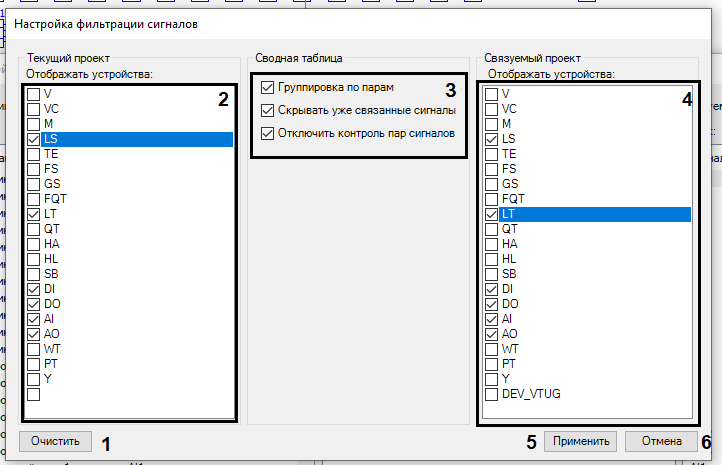 Настройка фильтрации сигналов
Текущий проект
Отображать устройства:
2
V
VC
M
LS
TE
FS
GS
FQT
LT
QT
HA
HL
SB
DI
DO
AI
AO
WT
PT
Y
Сводная таблица
3
Группировка по парам
Скрывать уже связанные сигналы
Отключить контроль пар сигналов
Связуемый проект
Отображать устройства:
4
V
VC
M
LS
TE
FS
GS
FQT
LT
QT
HA
HL
SB
DI
DO
AI
AO
WT
PT
Y
DEV_VTUG
Очистить 1 5 Применить Отмена 6